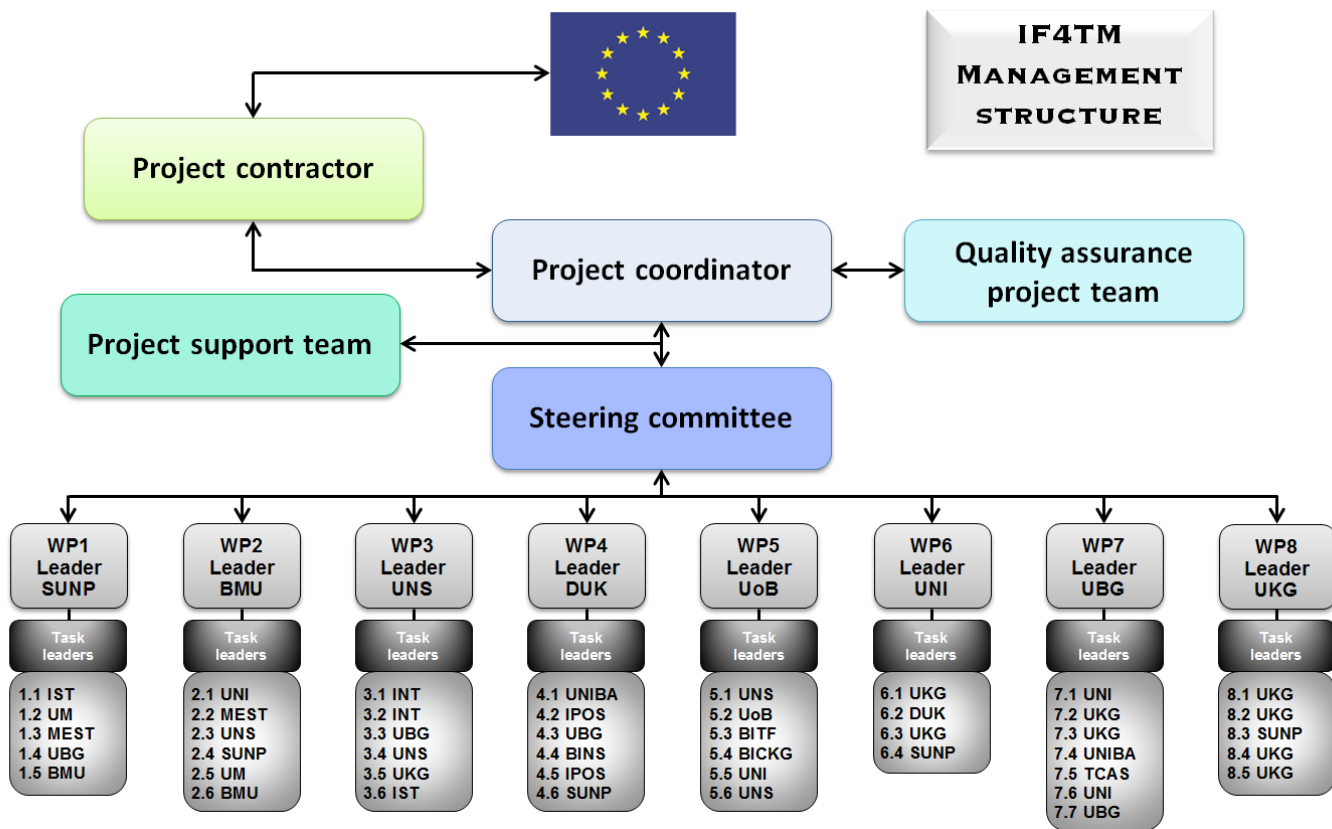 IF4TM
MANAGEMENT
STRUCTURE
Project contractor
Project coordinator
Quality assurance
project team
Project support team
Steering committee
WP1
Leader
SUNP
Task
leaders
1.1 IST
1.2 UM
1.3 MEST
1.4 UBG
1.5 BMU
WP2
Leader
BMU
Task
leaders
2.1 UNI
2.2 MEST
2.3 UNS
2.4 SUNP
2.5 UM
2.6 BMU
WP3
Leader
UNS
Task
leaders
3.1 INT
3.2 INT
3.3 UBG
3.4 UNS
3.5 UKG
3.6 IST
WP4
Leader
DUK
Task
leaders
4.1 UNIBA
4.2 IPOS
4.3 UBG
4.4 BINS
4.5 IPOS
4.6 SUNP
WP5
Leader
UoB
Task
leaders
5.1 UNS
5.2 UoB
5.3 BITF
5.4 BICKG
5.5 UNI
5.6 UNS
WP6
Leader
UNI
Task
leaders
6.1 UKG
6.2 DUK
6.3 UKG
6.4 SUNP
WP7
Leader
UBG
Task
leaders
7.1 UNI
7.2 UKG
7.3 UKG
7.4 UNIBA
7.5 TCAS
7.6 UNI
7.7 UBG
WP8
Leader
UKG
Task
leaders
8.1 UKG
8.2 UKG
8.3 SUNP
8.4 UKG
8.5 UKG